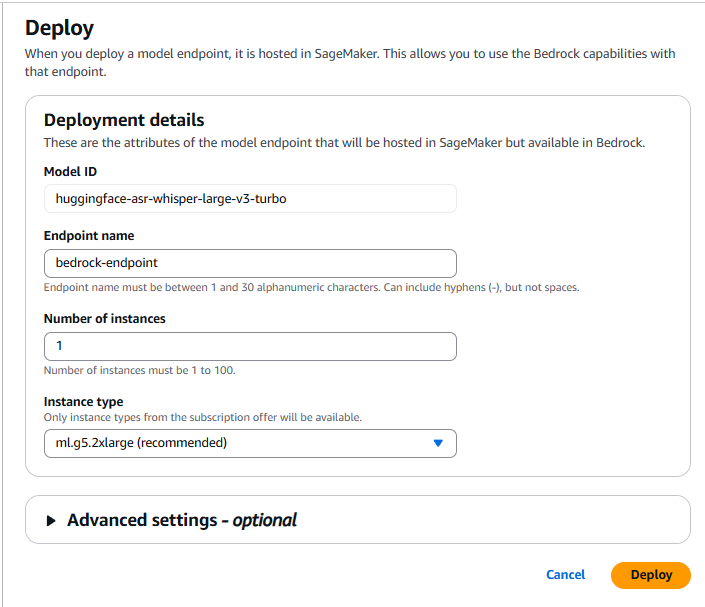 Deploy
When you deploy a model endpoint, it is hosted in SageMaker. This allows you to use the Bedrock capabilities with
that endpoint.
Deployment details
These are the attributes of the model endpoint that will be hosted in SageMaker but available in Bedrock.
Model ID
huggingface-asr-whisper-large-v3-turbo
Endpoint name
bedrock-endpoint
Endpoint name must be between 1 and 30 alphanumeric characters. Can include hyphens (-), but not spaces.
Number of instances
1
Number of instances must be 1 to 100.
Instance type
Only instance types from the subscription offer will be available.
ml.g5.2xlarge (recommended)
Advanced settings - optional
Cancel
Deploy